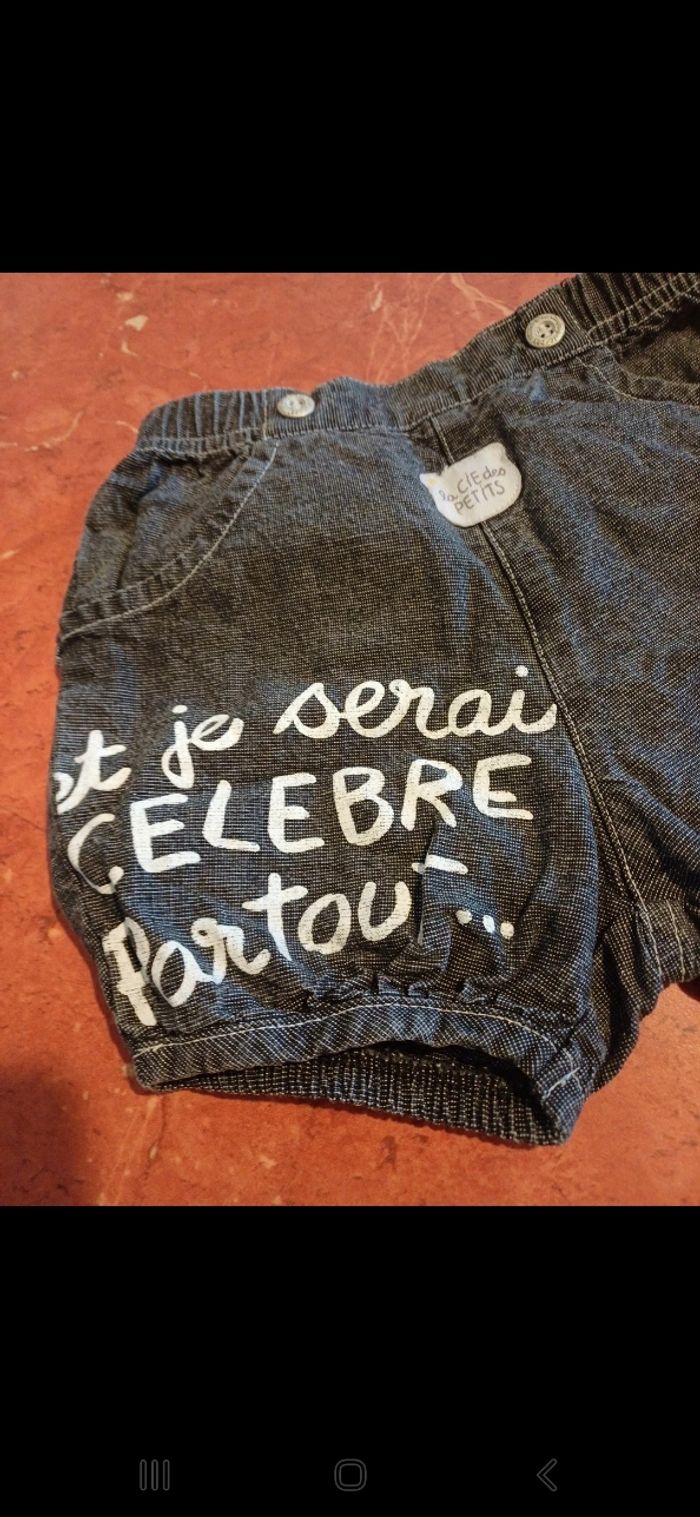 la CIE des
PETITS
et je serai
CELEBRE
Partout...